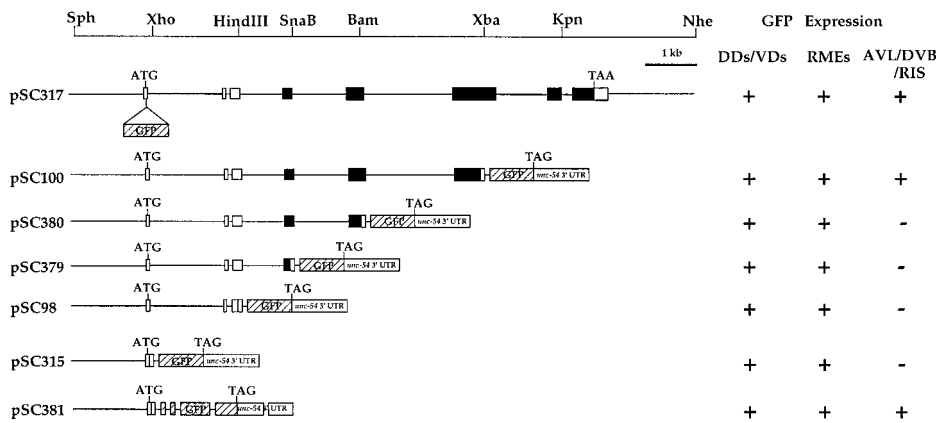 Sph Xho HindIII SnaB Bam Xba Kpn Nhe GFP Expression
1 kb
DDs/VDs RMEs AVL/DVB
/RIS
ATG TAA
pSC317 + + +
GFP
ATG TAG
pSC100 GFP unc-54 3' UTR + + +
ATG TAG
pSC380 GFP unc-54 3' UTR + + -
ATG TAG
pSC379 GFP unc-54 3' UTR + + -
ATG TAG
pSC98 GFP unc-54 3' UTR + + -
ATG TAG
pSC315 GFP unc-54 3' UTR + + -
ATG TAG
pSC381 GFP unc-54 UTR + + +